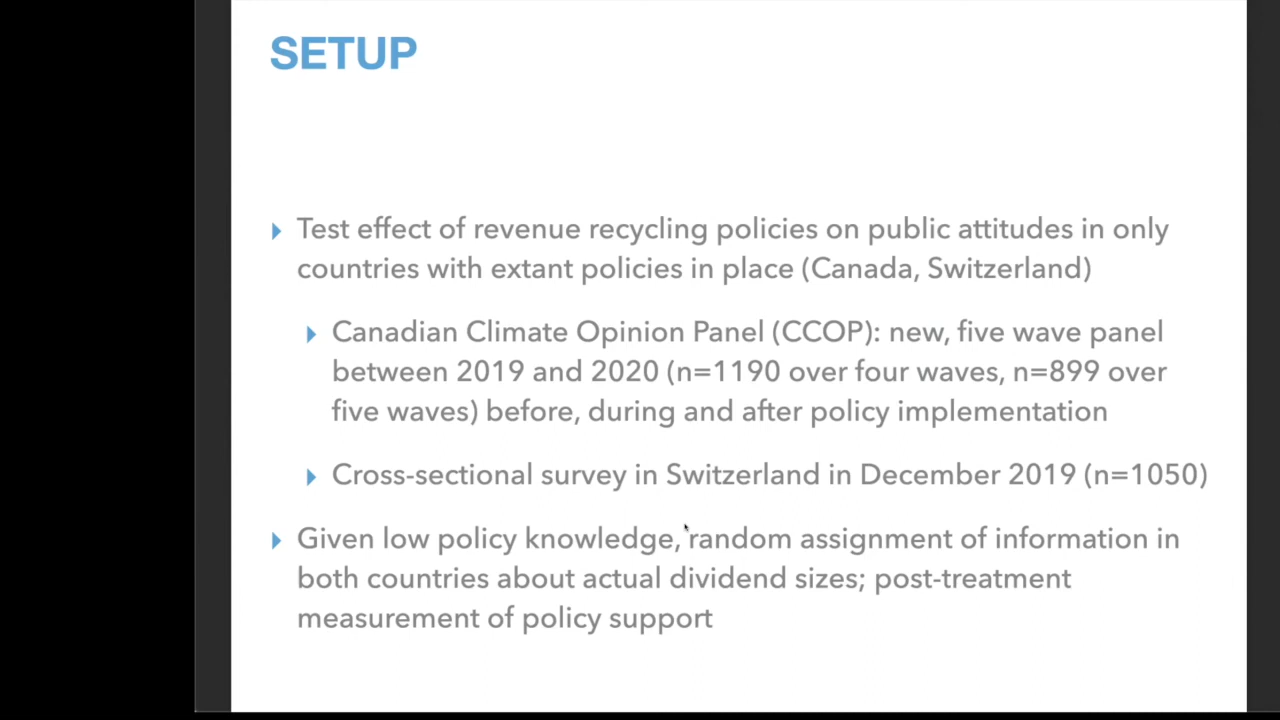 SETUP
Test effect of revenue recycling policies on public attitudes in only
countries with extant policies in place (Canada, Switzerland)
Canadian Climate Opinion Panel (CCOP): new, five wave panel
between 2019 and 2020 (n=1190 over four waves, n=899 over
five waves) before, during and after policy implementation
Cross-sectional survey in Switzerland in December 2019 (n=1050)
Given low policy knowledge, random assignment of information in
both countries about actual dividend sizes; post-treatment
measurement of policy support